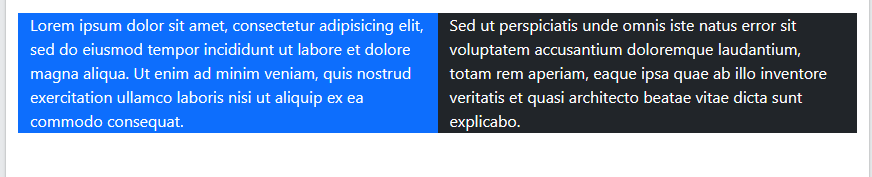 Lorem ipsum dolor sit amet, consectetur adipisicing elit,
sed do eiusmod tempor incididunt ut labore et dolore
magna aliqua. Ut enim ad minim veniam, quis nostrud
exercitation ullamco laboris nisi ut aliquip ex ea
commodo consequat.
Sed ut perspiciatis unde omnis iste natus error sit
voluptatem accusantium doloremque laudantium,
totam rem aperiam, eaque ipsa quae ab illo inventore
veritatis et quasi architecto beatae vitae dicta sunt
explicabo.